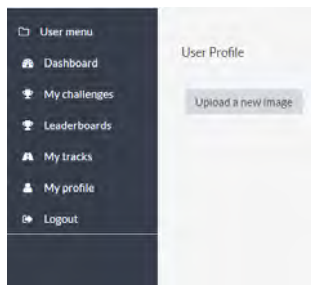 User menu
Dashboard
My challenges
Leaderboards
My tracks
My profile
Logout
User Profile
Upload a new image